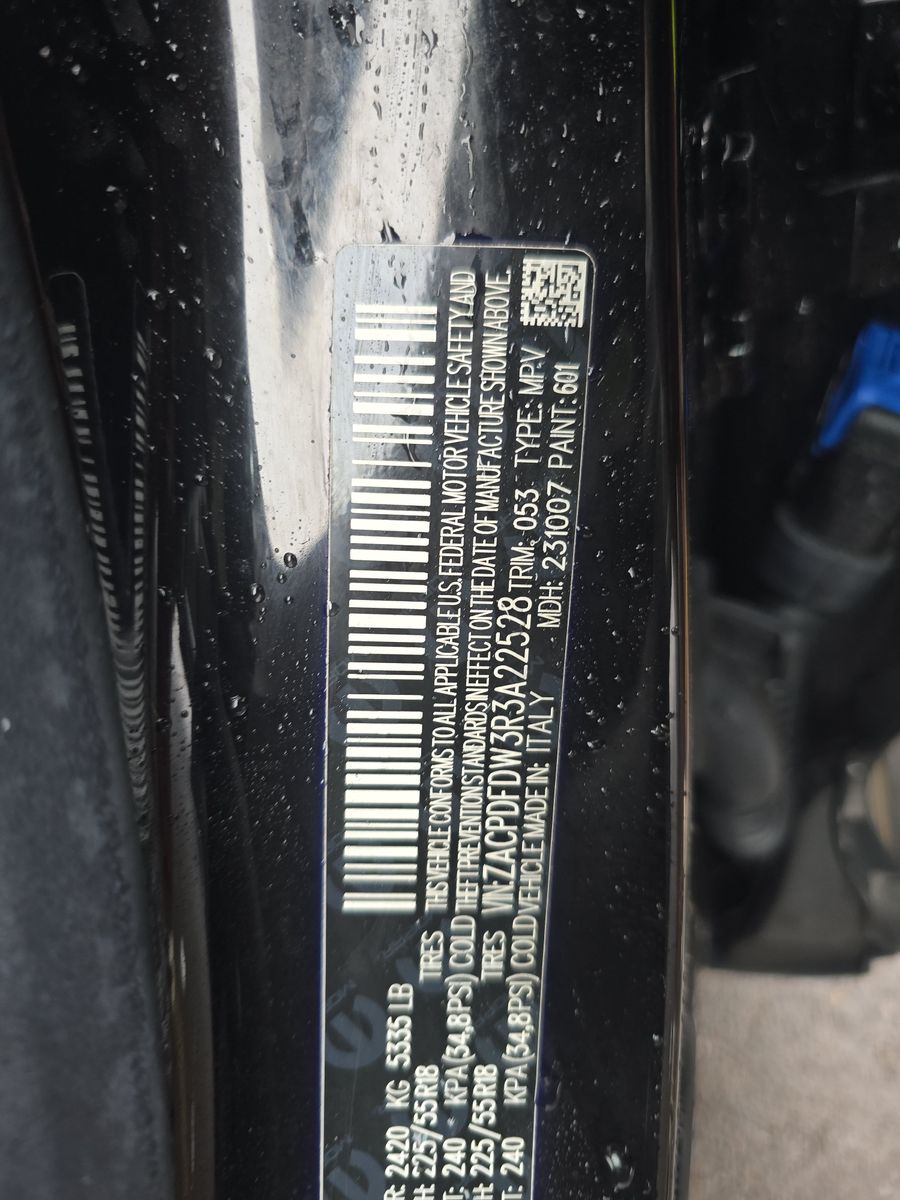 THIS VEHICLE CONFORMS TO ALL APPLICABLE U.S. FEDERAL MOTOR VEHICLE SAFETY AND
THEFT PREVENTION STANDARDS IN EFFECT ON THE DATE OF MANUFACTURE SHOWN ABOVE.
VIN: ZACPDFDW3R3A22528 TRIM: 053 TYPE: MPV
VEHICLE MADE IN: ITALY MDH: 231007 PAINT: 601
R: 2420 KG 5335 LB
225/55R18 TIRES
T: 240 KPA (34,8PSI) COLD
H: 225/55R18 TIRES
T: 240 KPA (34,8PSI) COLD